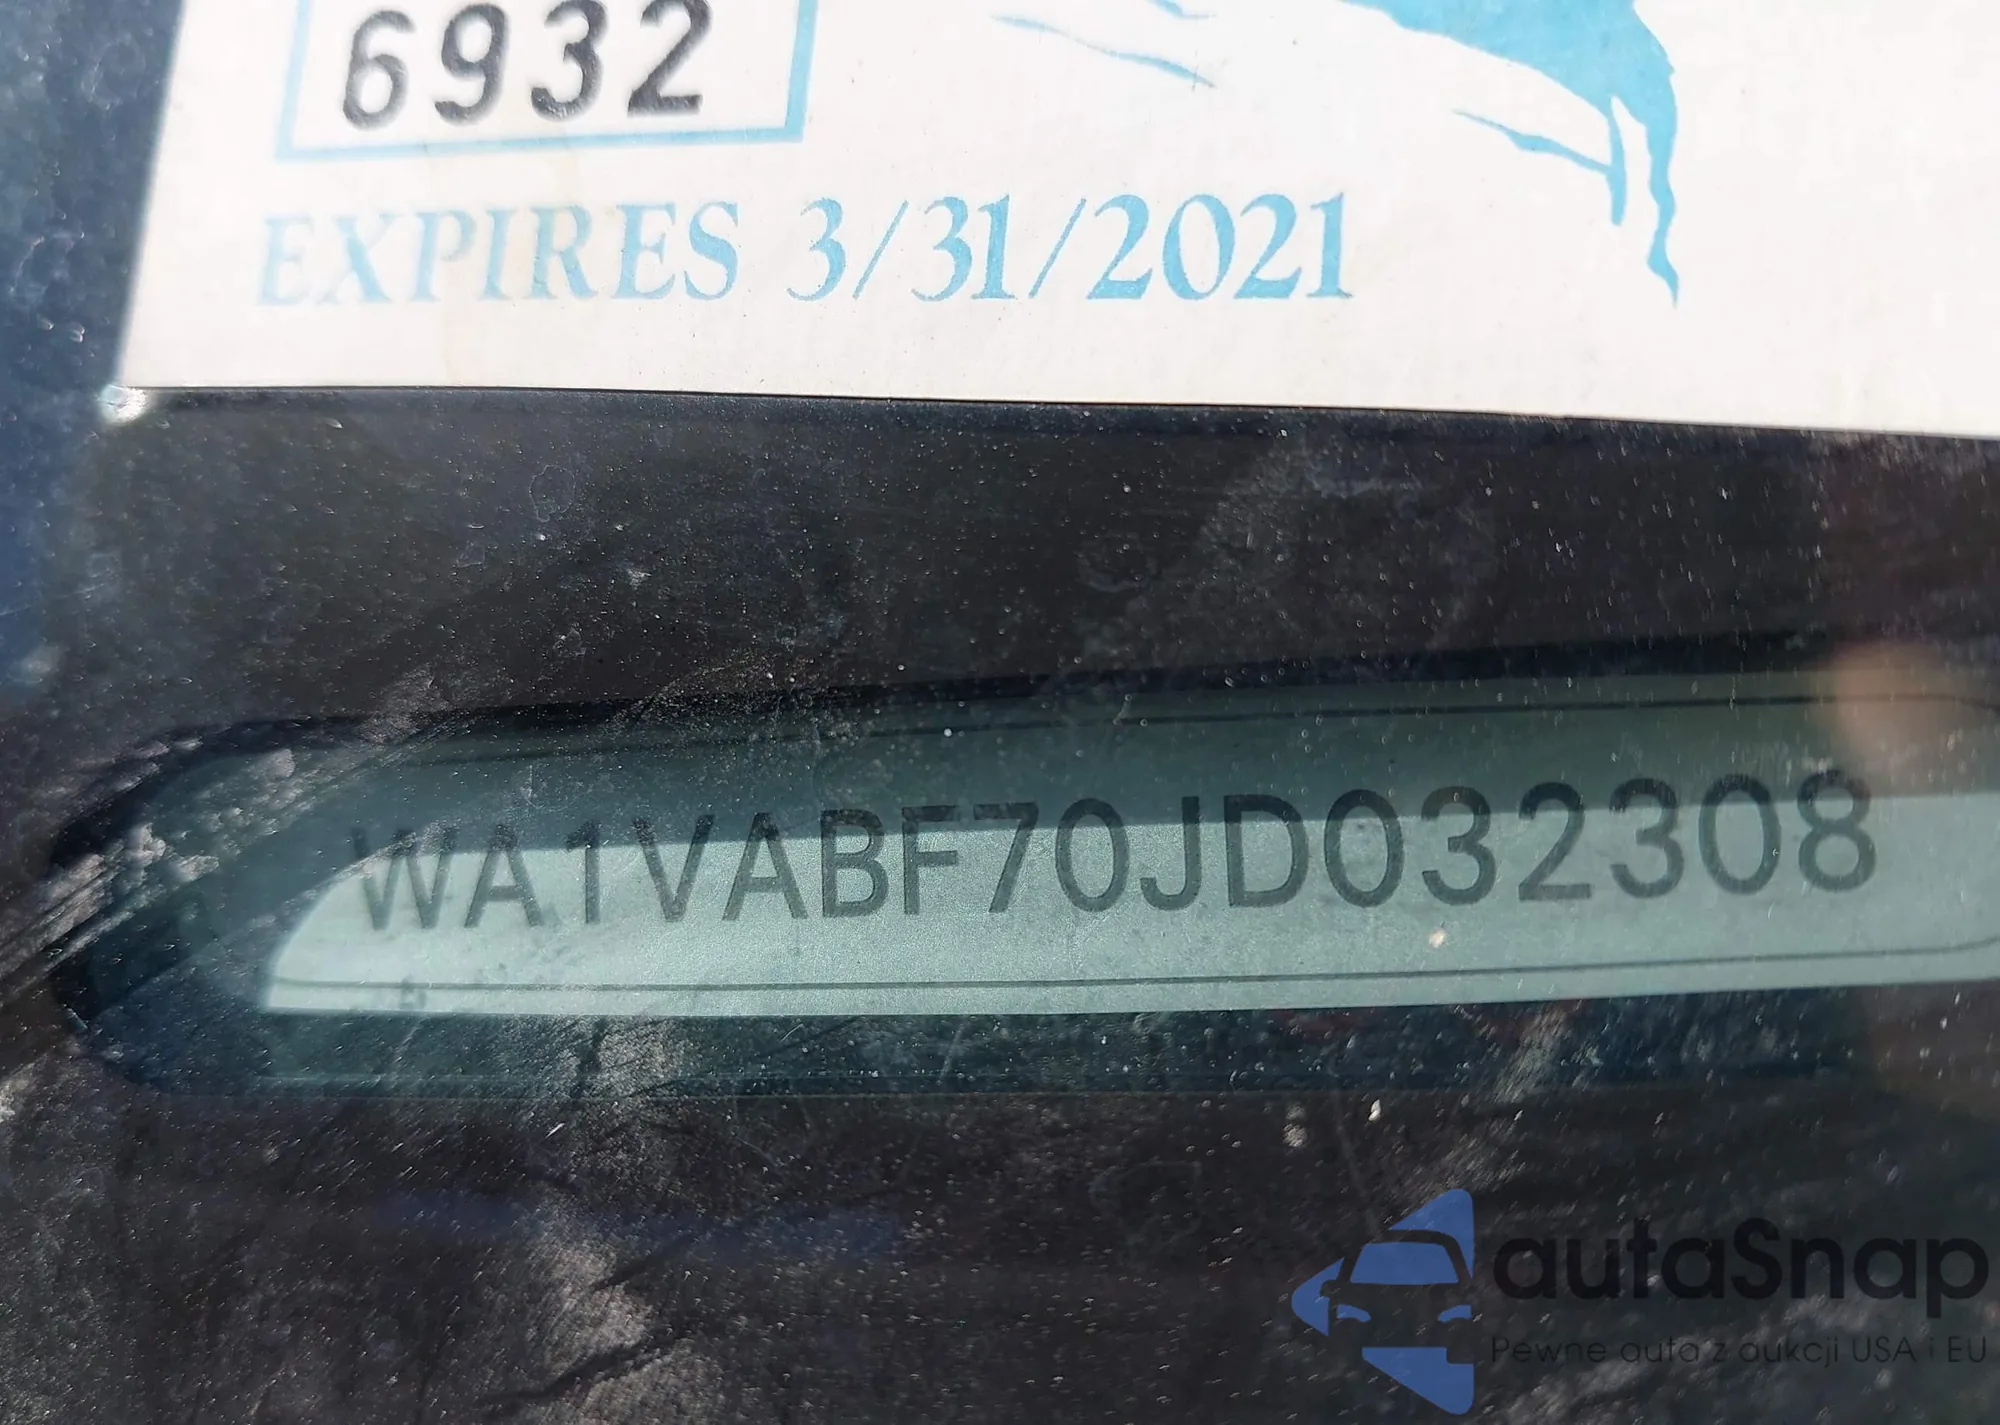 6932
EXPIRES 3/31/2021
WA1VABF70JD032308
autaSnap
Pewne auta z aukcji USA i EU